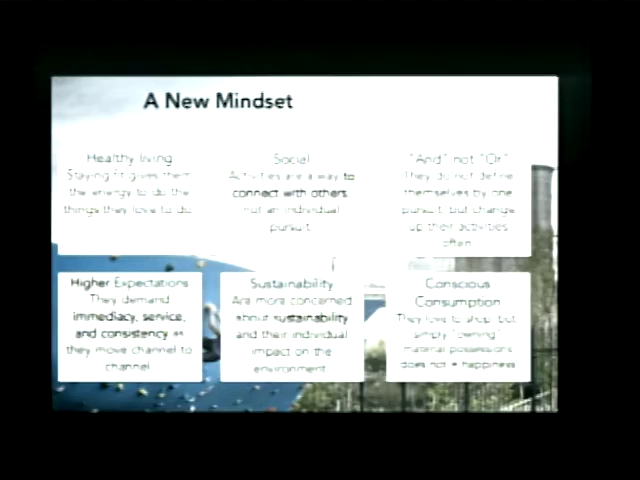 A New Mindset
Healthy living
Staying fit gives them
the energy to do the
things they love to do.
Social
Activities are a way to
connect with others
not an individual
pursuit
"And" not "Or"
They do not define
themselves by one
pursuit, but change
up their activities
often
Higher Expectations
They demand
immediacy, service,
and consistency as
they move channel to
channel
Sustainability
Are more concerned
about sustainability
and their individual
impact on the
environment
Conscious
Consumption
They love to shop, but
simply "owning"
material possessions
does not = happiness